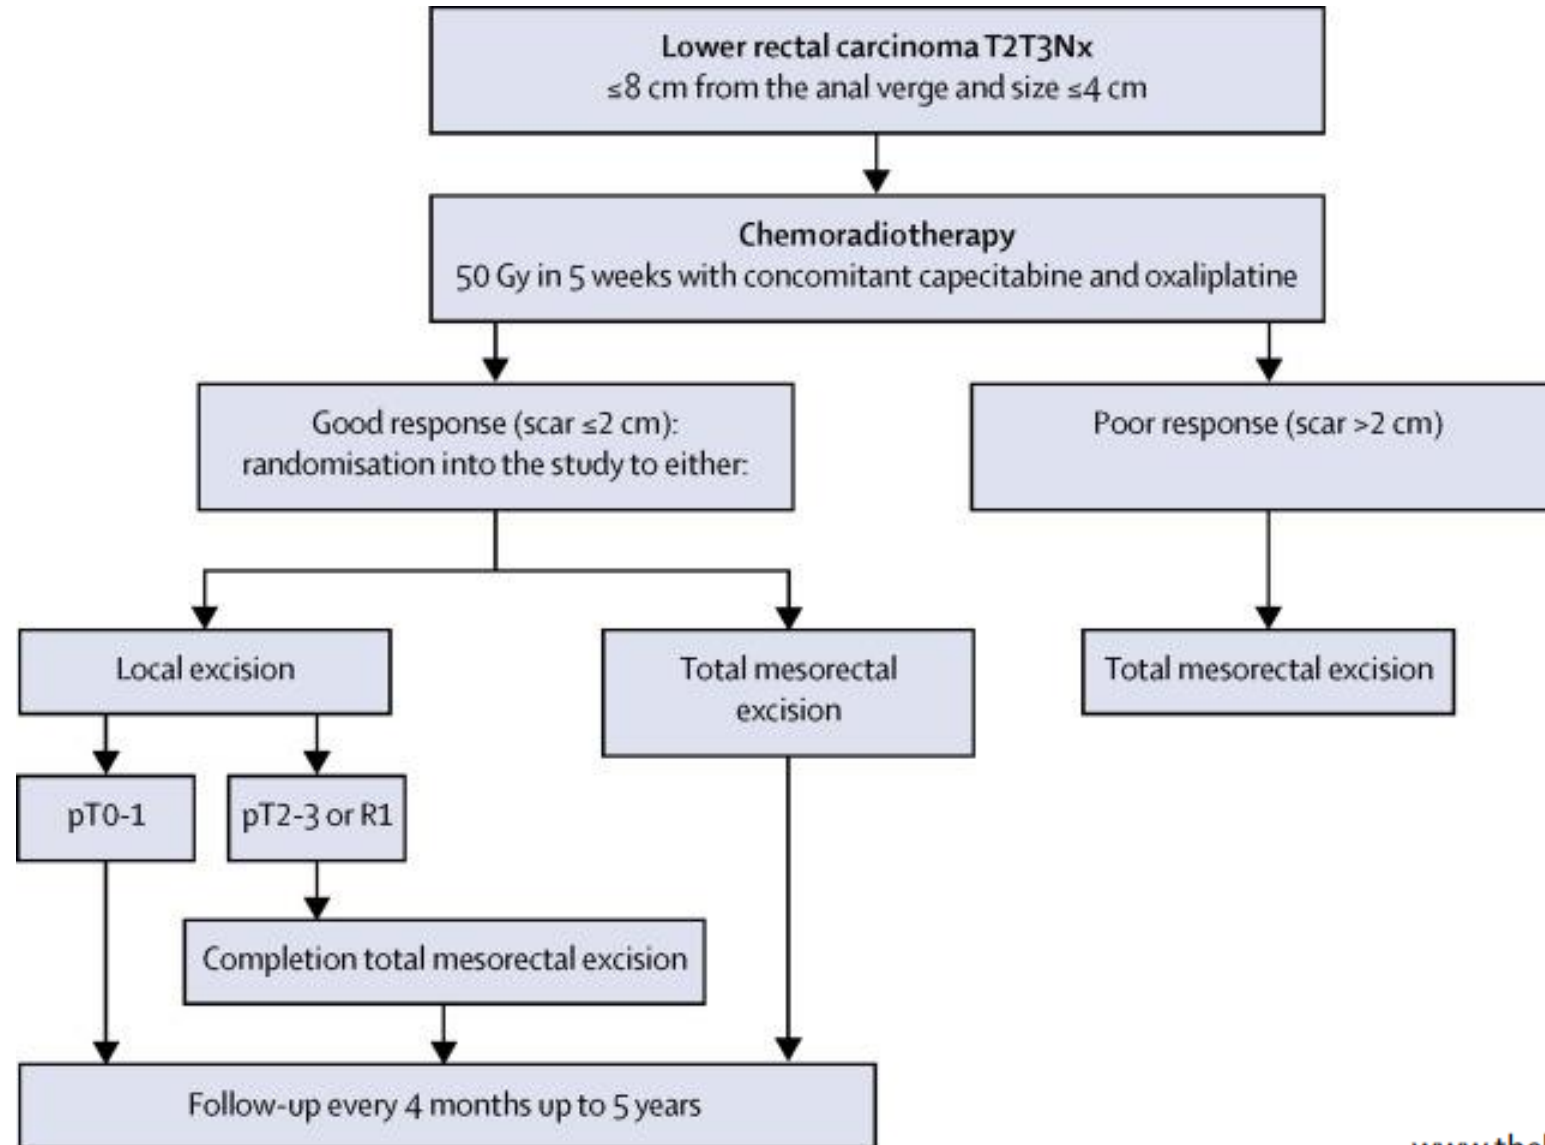 Lower rectal carcinoma T2T3Nx
≤8 cm from the anal verge and size ≤4 cm
Chemoradiotherapy
50 Gy in 5 weeks with concomitant capecitabine and oxaliplatine
Good response (scar ≤2 cm):
randomisation into the study to either:
Poor response (scar >2 cm)
Local excision
Total mesorectal
excision
Total mesorectal excision
pT0-1
pT2-3 or R1
Completion total mesorectal excision
Follow-up every 4 months up to 5 years